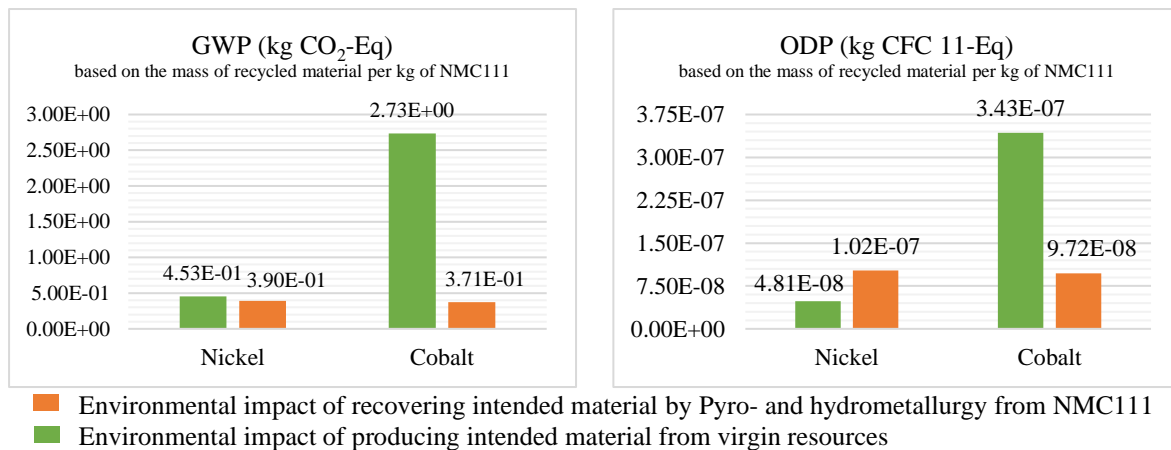 GWP (kg CO₂-Eq)
based on the mass of recycled material per kg of NMC111
3.00E+00
2.50E+00
2.00E+00
1.50E+00
1.00E+00
5.00E-01
0.00E+00
2.73E+00
4.53E-01
3.90E-01
3.71E-01
Nickel
Cobalt
ODP (kg CFC 11-Eq)
based on the mass of recycled material per kg of NMC111
3.75E-07
3.00E-07
2.25E-07
1.50E-07
7.50E-08
0.00E+00
3.43E-07
1.02E-07
9.72E-08
4.81E-08
Nickel
Cobalt
Environmental impact of recovering intended material by Pyro- and hydrometallurgy from NMC111
Environmental impact of producing intended material from virgin resources